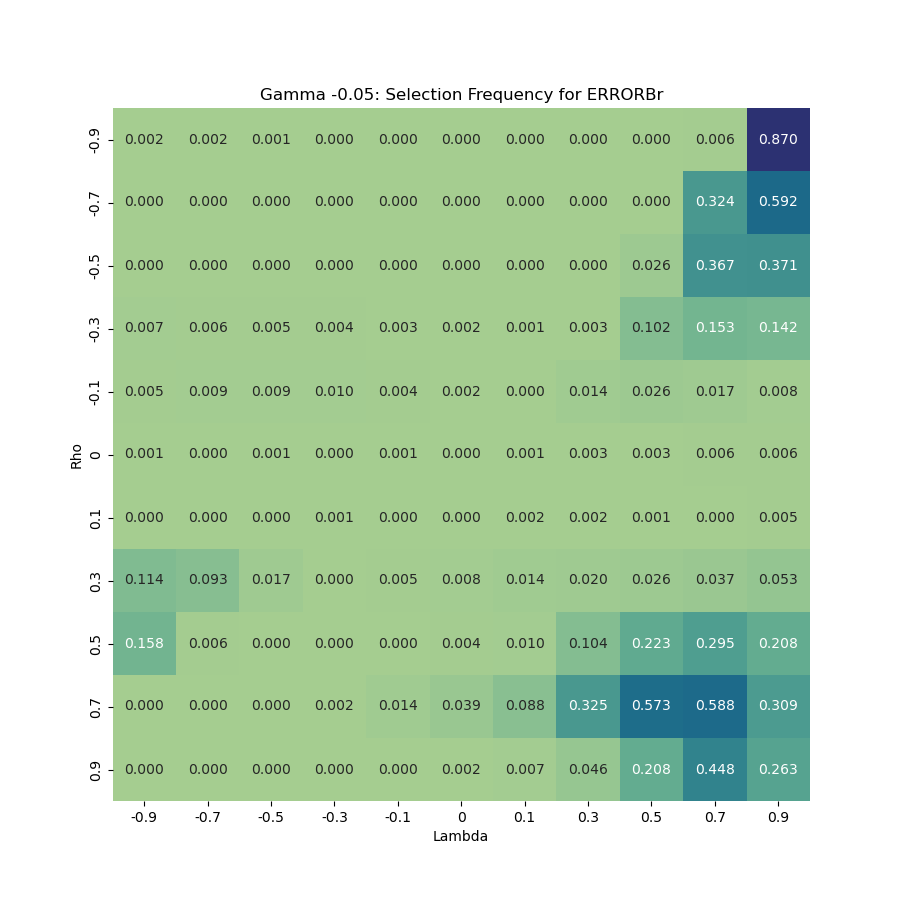 Gamma -0.05: Selection Frequency for ERRORBr
-0.9 0.002 0.002 0.001 0.000 0.000 0.000 0.000 0.000 0.000 0.006 0.870
-0.7 0.000 0.000 0.000 0.000 0.000 0.000 0.000 0.000 0.000 0.324 0.592
-0.5 0.000 0.000 0.000 0.000 0.000 0.000 0.000 0.000 0.026 0.367 0.371
-0.3 0.007 0.006 0.005 0.004 0.003 0.002 0.001 0.003 0.102 0.153 0.142
-0.1 0.005 0.009 0.009 0.010 0.004 0.002 0.000 0.014 0.026 0.017 0.008
Rho
0 0.001 0.000 0.001 0.000 0.001 0.000 0.001 0.003 0.003 0.006 0.006
0.1 0.000 0.000 0.000 0.001 0.000 0.000 0.002 0.002 0.001 0.000 0.005
0.3 0.114 0.093 0.017 0.000 0.005 0.008 0.014 0.020 0.026 0.037 0.053
0.5 0.158 0.006 0.000 0.000 0.000 0.004 0.010 0.104 0.223 0.295 0.208
0.7 0.000 0.000 0.000 0.002 0.014 0.039 0.088 0.325 0.573 0.588 0.309
0.9 0.000 0.000 0.000 0.000 0.000 0.002 0.007 0.046 0.208 0.448 0.263
-0.9 -0.7 -0.5 -0.3 -0.1 0 0.1 0.3 0.5 0.7 0.9
Lambda